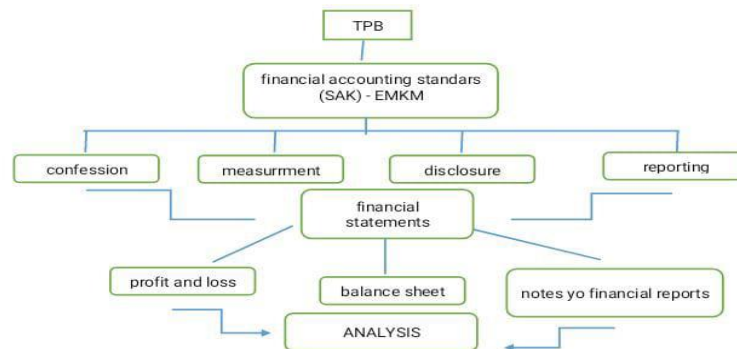 TPB
financial accounting standars
(SAK) - EMKM
confession
measurrment
disclosure
reporting
financial
statements
profit and loss
balance sheet
notes yo financial reports
ANALYSIS